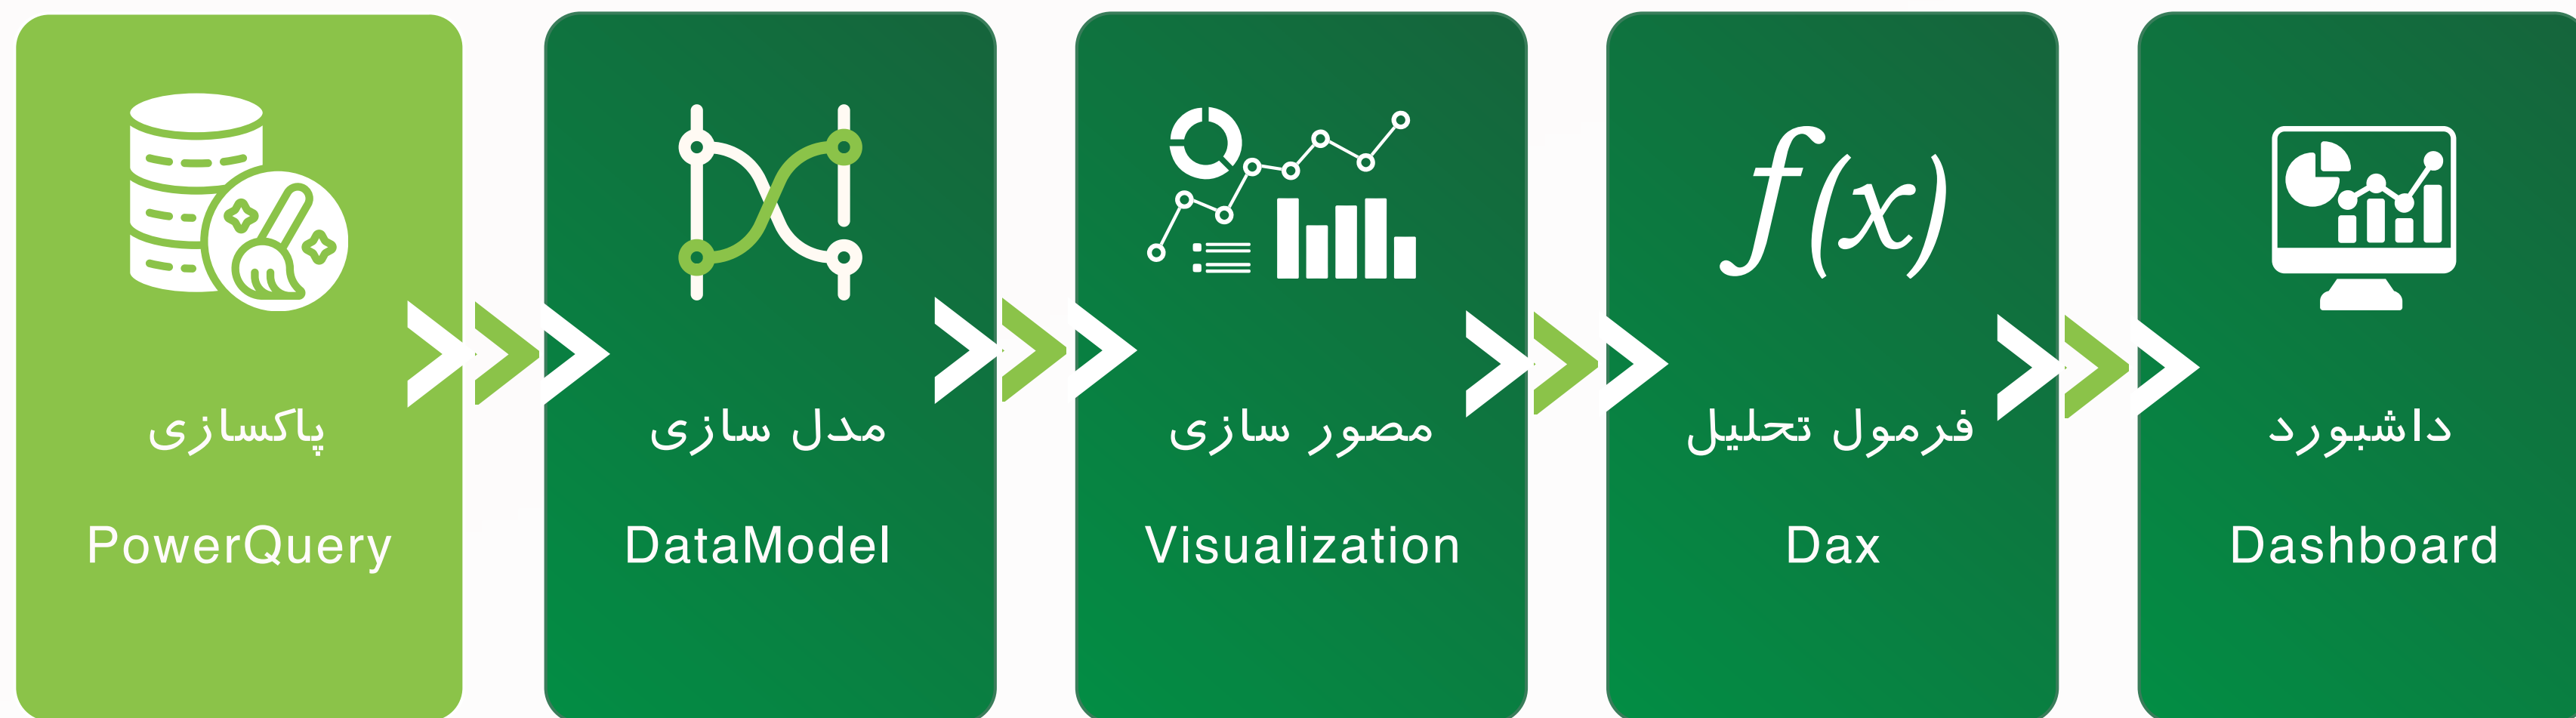 پاکسازی
PowerQuery
مدل سازی
DataModel
مصور سازی
Visualization
f(x)
فرمول تحلیل
Dax
داشبورد
Dashboard